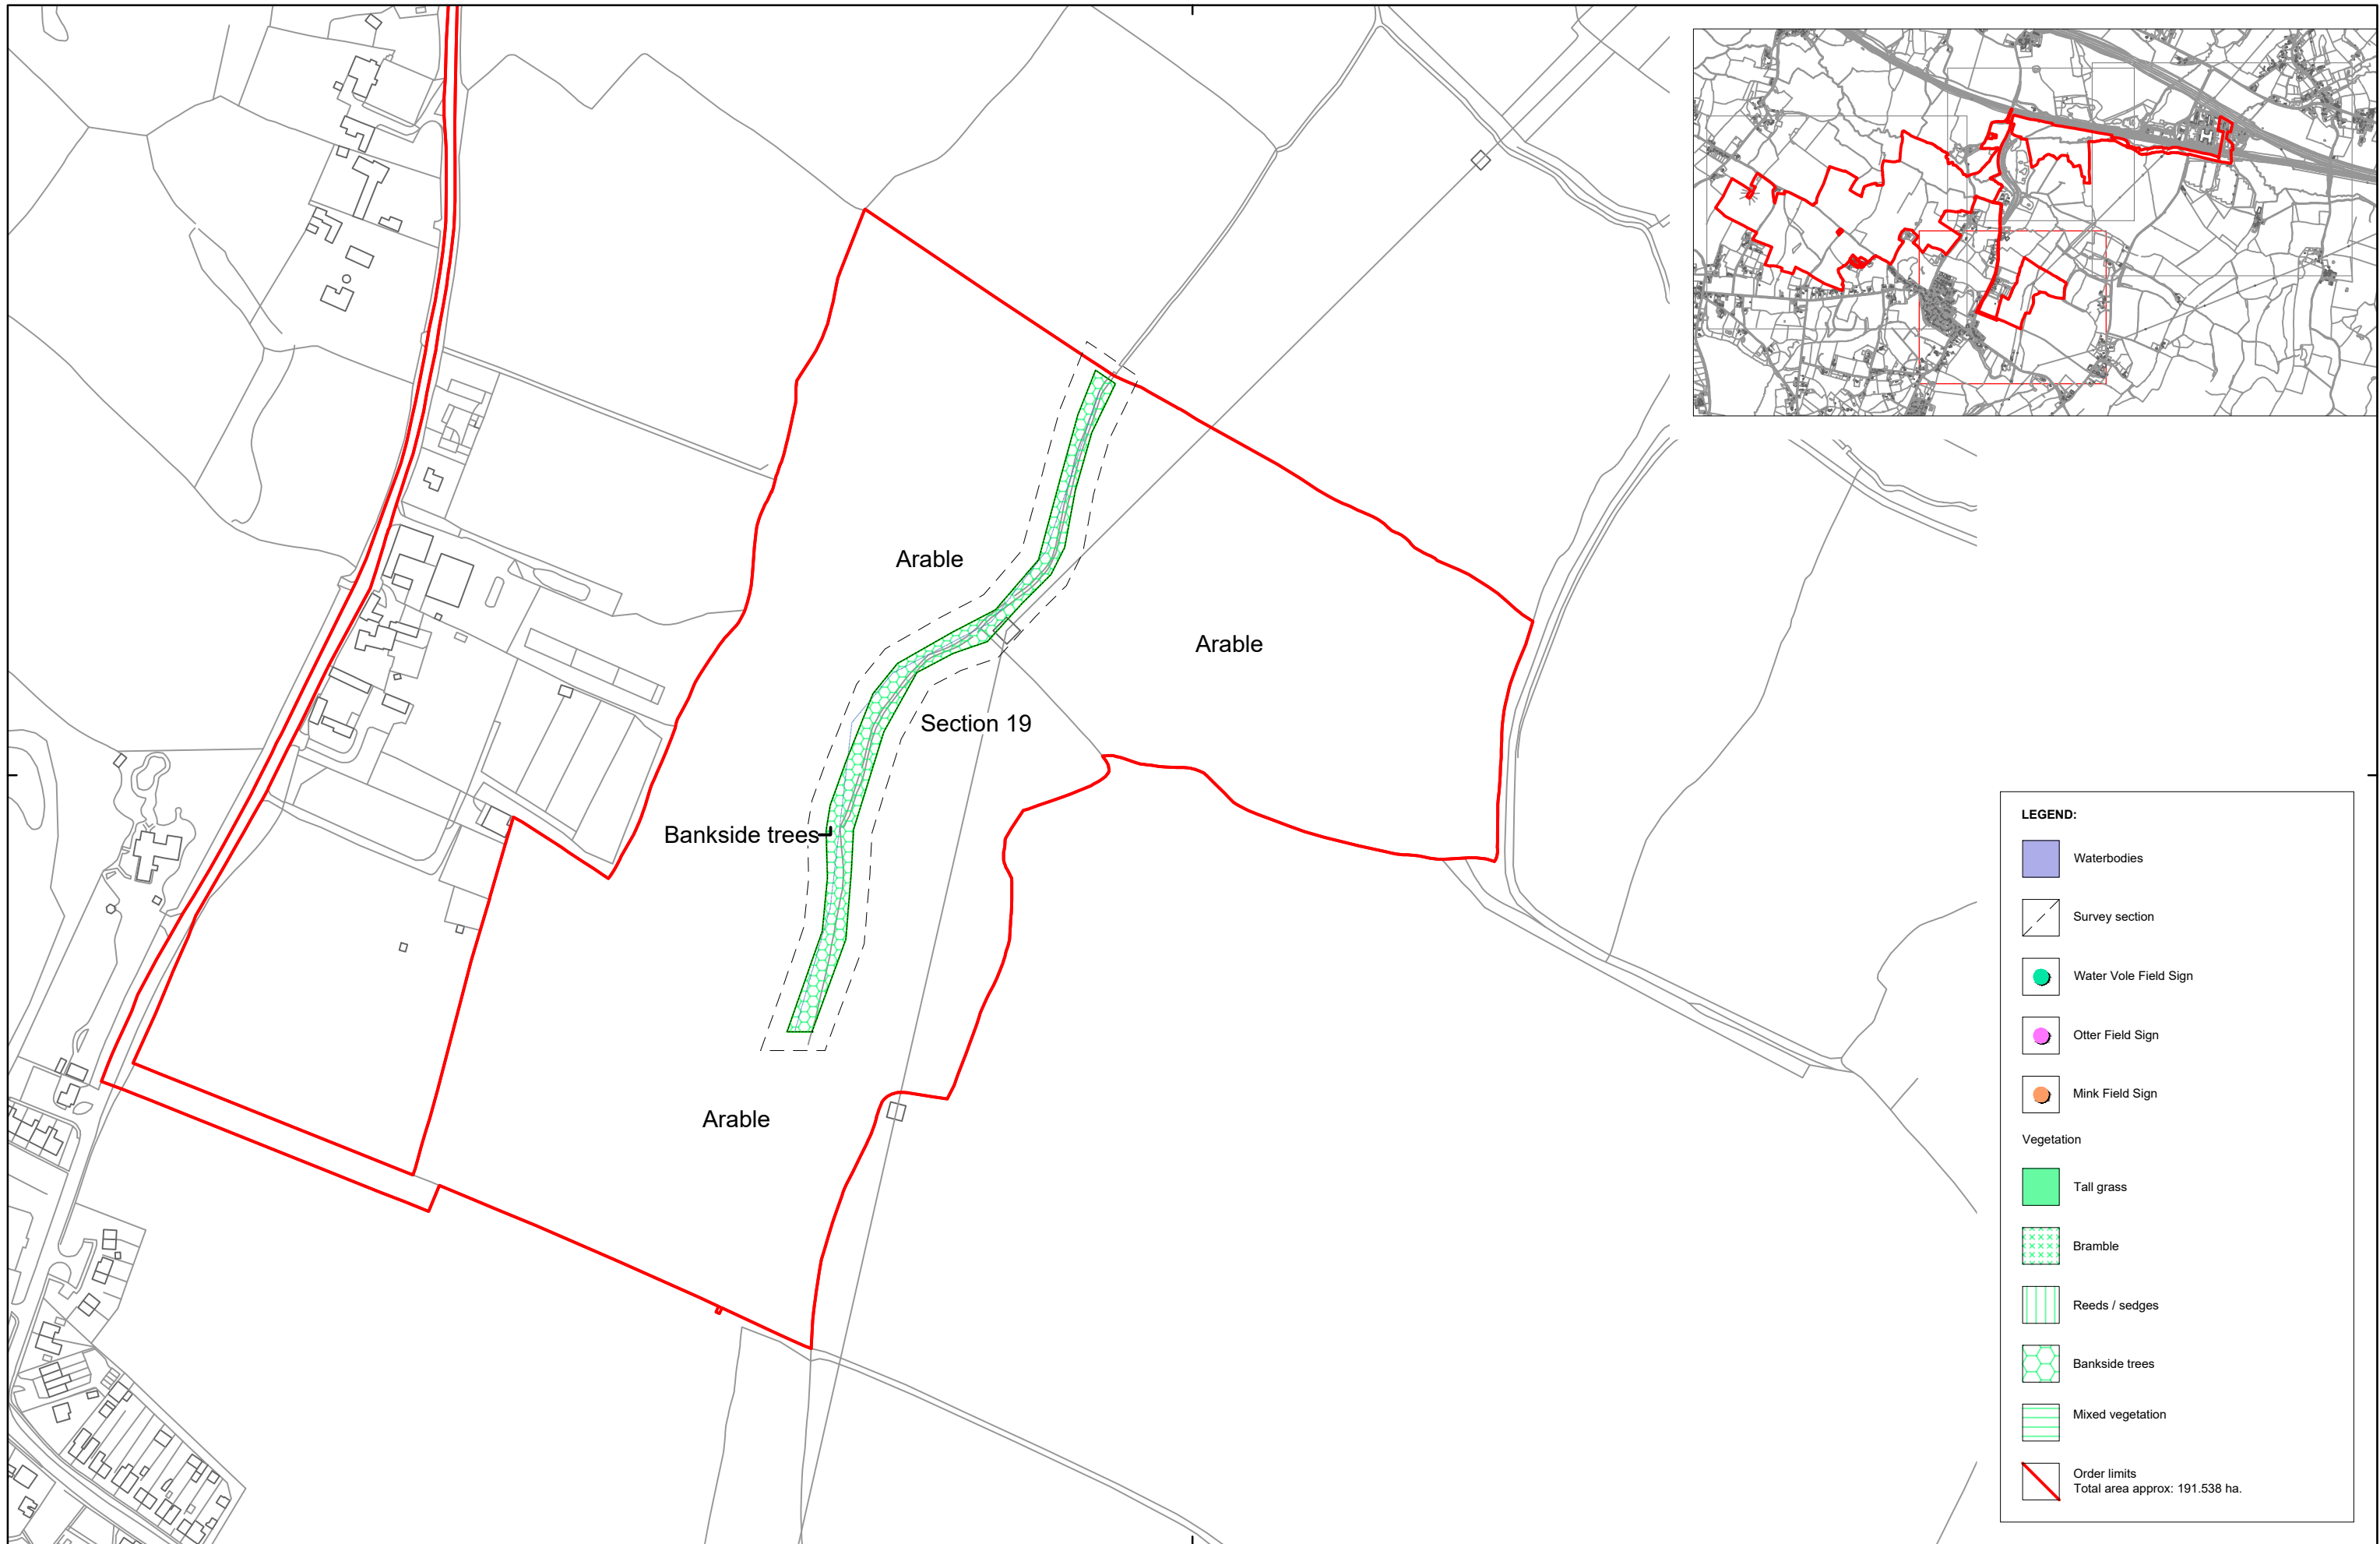 Arable
Arable
Section 19
Bankside trees
Arable
LEGEND:
Waterbodies
Survey section
Water Vole Field Sign
Otter Field Sign
Mink Field Sign
Vegetation
Tall grass
Bramble
Reeds / sedges
Bankside trees
Mixed vegetation
Order limits
Total area approx: 191.538 ha.